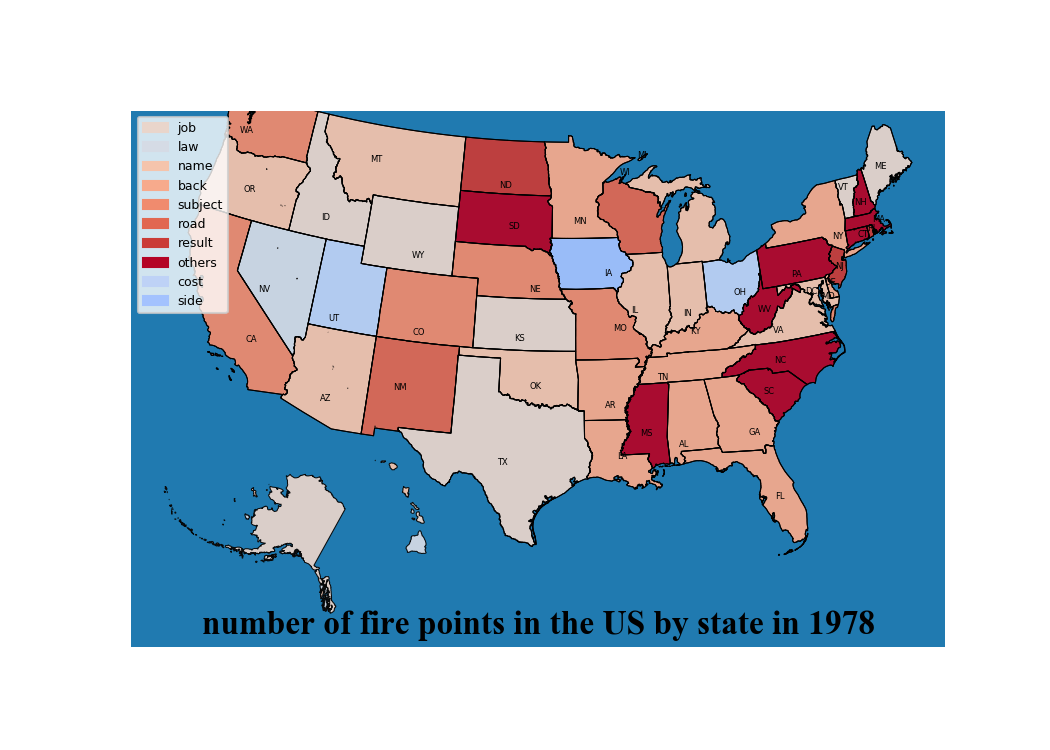 job
law
name
back
subject
road
result
others
cost
side
WA
MT
ND
MN
WI
MI
ME
VT
NH
MA
OR
ID
SD
WY
NY
CT
NV
UT
NE
IA
IL
IN
OH
PA
NJ
DC
MD
CO
KS
MO
KY
WV
VA
CA
AZ
NM
OK
AR
TN
NC
SC
TX
LA
MS
AL
GA
FL
number of fire points in the US by state in 1978